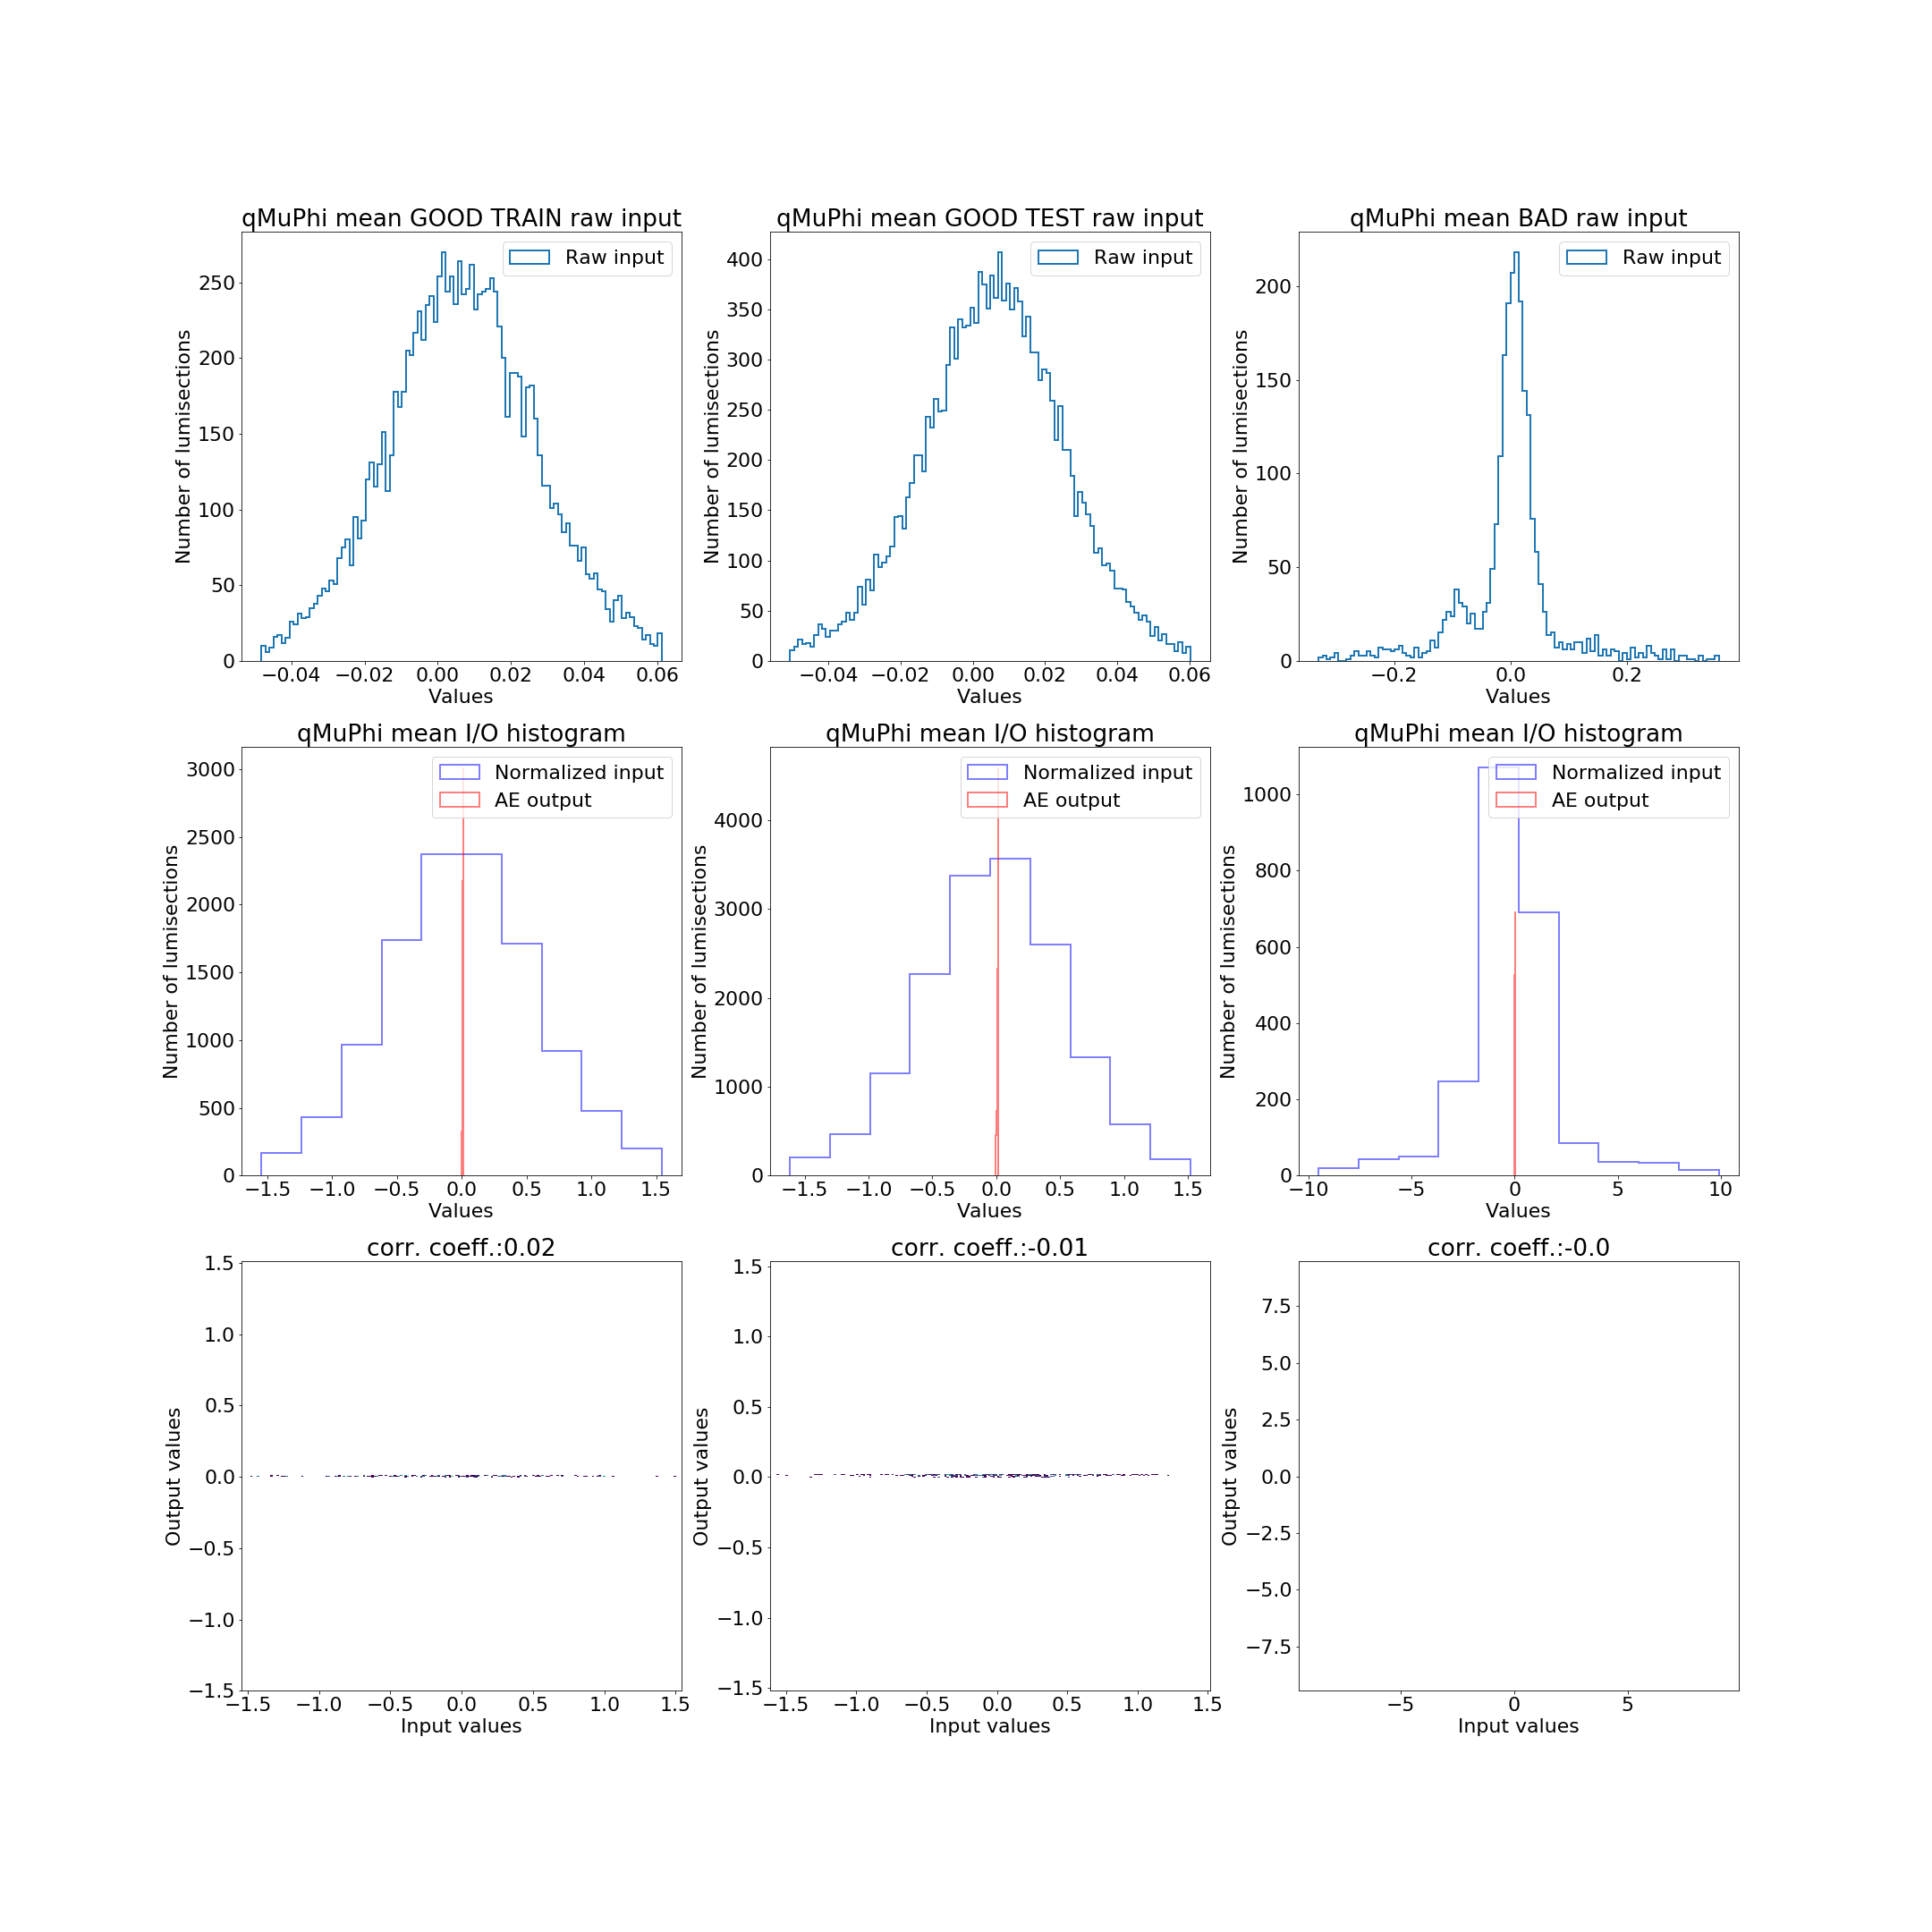 qMuPhi mean GOOD TRAIN raw input
Raw input
Number of lumisections
250
200
150
100
50
0
−0.04 −0.02 0.00 0.02 0.04 0.06
Values
qMuPhi mean GOOD TEST raw input
Raw input
Number of lumisections
400
350
300
250
200
150
100
50
0
−0.04 −0.02 0.00 0.02 0.04 0.06
Values
qMuPhi mean BAD raw input
Raw input
Number of lumisections
200
150
100
50
0
−0.2 0.0 0.2
Values
qMuPhi mean I/O histogram
Normalized input
AE output
Number of lumisections
3000
2500
2000
1500
1000
500
0
−1.5 −1.0 −0.5 0.0 0.5 1.0 1.5
Values
qMuPhi mean I/O histogram
Normalized input
AE output
Number of lumisections
4000
3000
2000
1000
0
−1.5 −1.0 −0.5 0.0 0.5 1.0 1.5
Values
qMuPhi mean I/O histogram
Normalized input
AE output
Number of lumisections
1000
800
600
400
200
0
−10 −5 0 5 10
Values
corr. coeff.:0.02
Output values
1.5
1.0
0.5
0.0
−0.5
−1.0
−1.5
−1.5 −1.0 −0.5 0.0 0.5 1.0 1.5
Input values
corr. coeff.:-0.01
Output values
1.5
1.0
0.5
0.0
−0.5
−1.0
−1.5
−1.5 −1.0 −0.5 0.0 0.5 1.0 1.5
Input values
corr. coeff.:-0.0
Output values
7.5
5.0
2.5
0.0
−2.5
−5.0
−7.5
−5 0 5
Input values